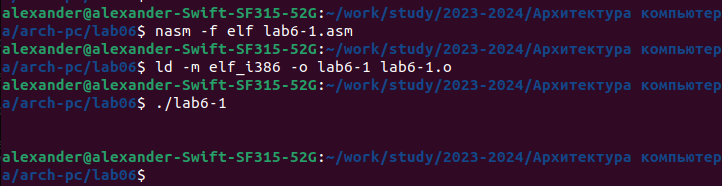 alexander@alexander-Swift-SF315-52G:~/work/study/2023-2024/Архитектура компьютер
а/arch-pc/lab06$ nasm -f elf lab6-1.asm
alexander@alexander-Swift-SF315-52G:~/work/study/2023-2024/Архитектура компьютер
а/arch-pc/lab06$ ld -m elf_i386 -o lab6-1 lab6-1.o
alexander@alexander-Swift-SF315-52G:~/work/study/2023-2024/Архитектура компьютер
а/arch-pc/lab06$ ./lab6-1
alexander@alexander-Swift-SF315-52G:~/work/study/2023-2024/Архитектура компьютер
а/arch-pc/lab06$